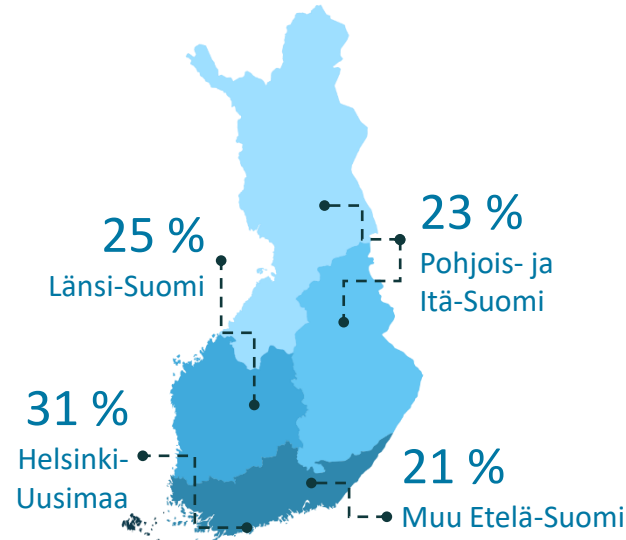 25 %
Länsi-Suomi
23 %
Pohjois- ja
Itä-Suomi
31 %
Helsinki-
Uusimaa
21 %
Muu Etelä-Suomi